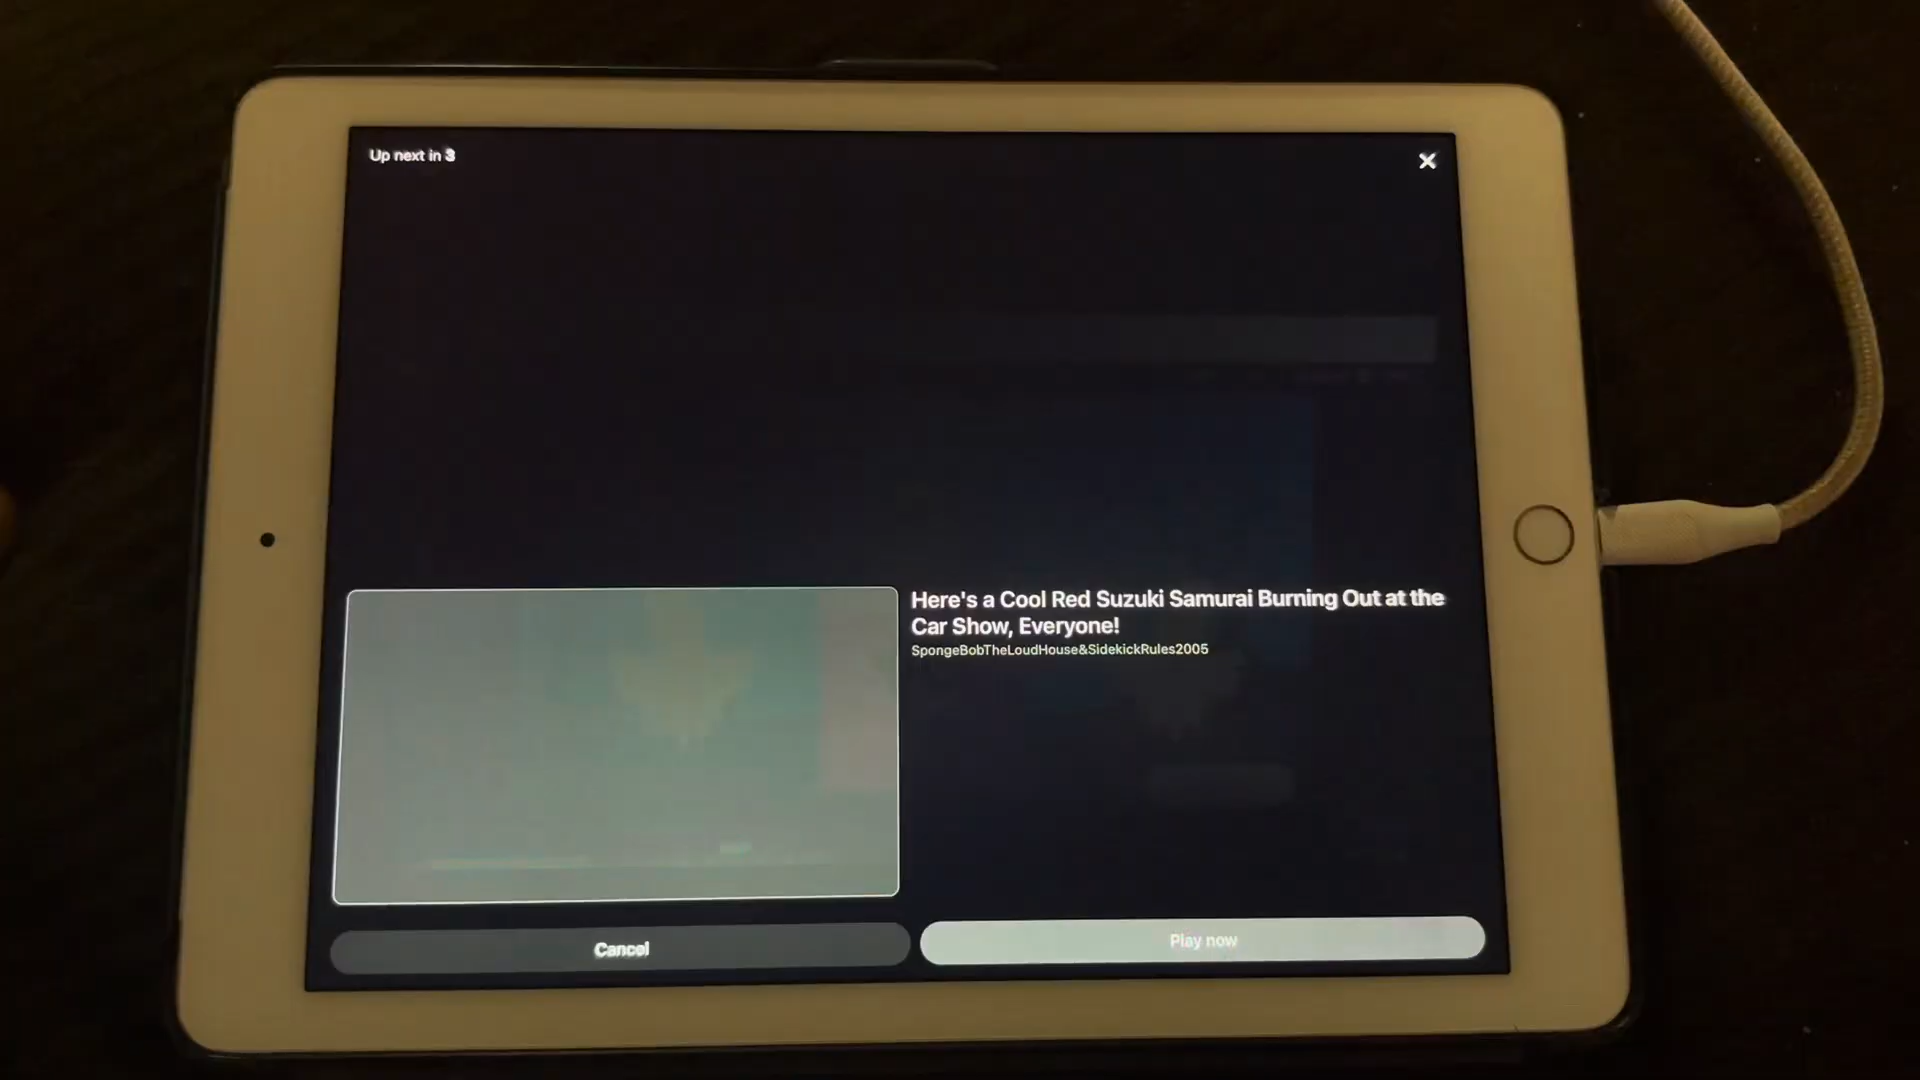 Up next in 3
Here's a Cool Red Suzuki Samurai Burning Out at the
Car Show, Everyone!
SpongeBobTheLoudHouse&SidekickRules2005
Cancel
Play now